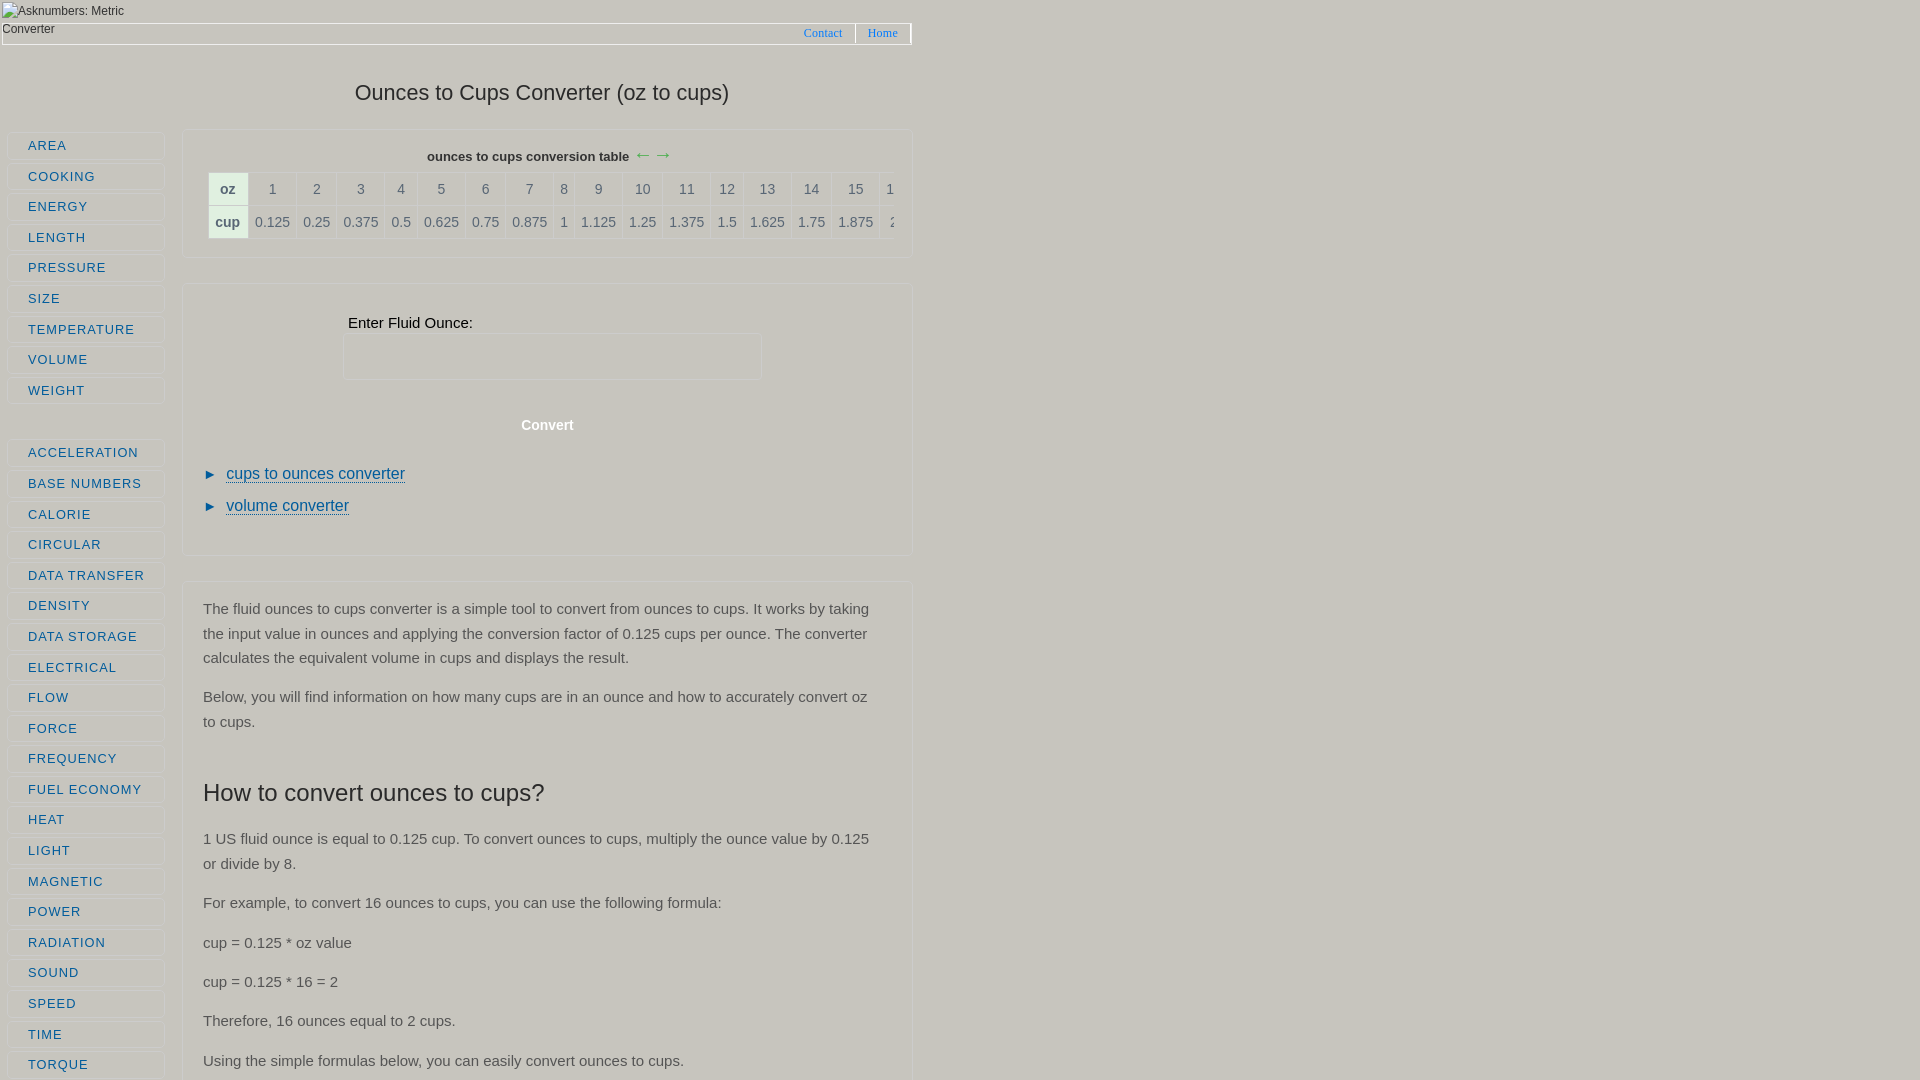 Asknumbers: Metric
Converter
Contact
Home
Ounces to Cups Converter (oz to cups)
AREA
COOKING
ENERGY
LENGTH
PRESSURE
SIZE
TEMPERATURE
VOLUME
WEIGHT
ACCELERATION
BASE NUMBERS
CALORIE
CIRCULAR
DATA TRANSFER
DENSITY
DATA STORAGE
ELECTRICAL
FLOW
FORCE
FREQUENCY
FUEL ECONOMY
HEAT
LIGHT
MAGNETIC
POWER
RADIATION
SOUND
SPEED
TIME
TORQUE
ounces to cups conversion table ←→
oz 1 2 3 4 5 6 7 8 9 10 11 12 13 14 15
cup 0.125 0.25 0.375 0.5 0.625 0.75 0.875 1 1.125 1.25 1.375 1.5 1.625 1.75 1.875
Enter Fluid Ounce:
Convert
► cups to ounces converter
► volume converter
The fluid ounces to cups converter is a simple tool to convert from ounces to cups. It works by taking
the input value in ounces and applying the conversion factor of 0.125 cups per ounce. The converter
calculates the equivalent volume in cups and displays the result.
Below, you will find information on how many cups are in an ounce and how to accurately convert oz
to cups.
How to convert ounces to cups?
1 US fluid ounce is equal to 0.125 cup. To convert ounces to cups, multiply the ounce value by 0.125
or divide by 8.
For example, to convert 16 ounces to cups, you can use the following formula:
cup = 0.125 * oz value
cup = 0.125 * 16 = 2
Therefore, 16 ounces equal to 2 cups.
Using the simple formulas below, you can easily convert ounces to cups.